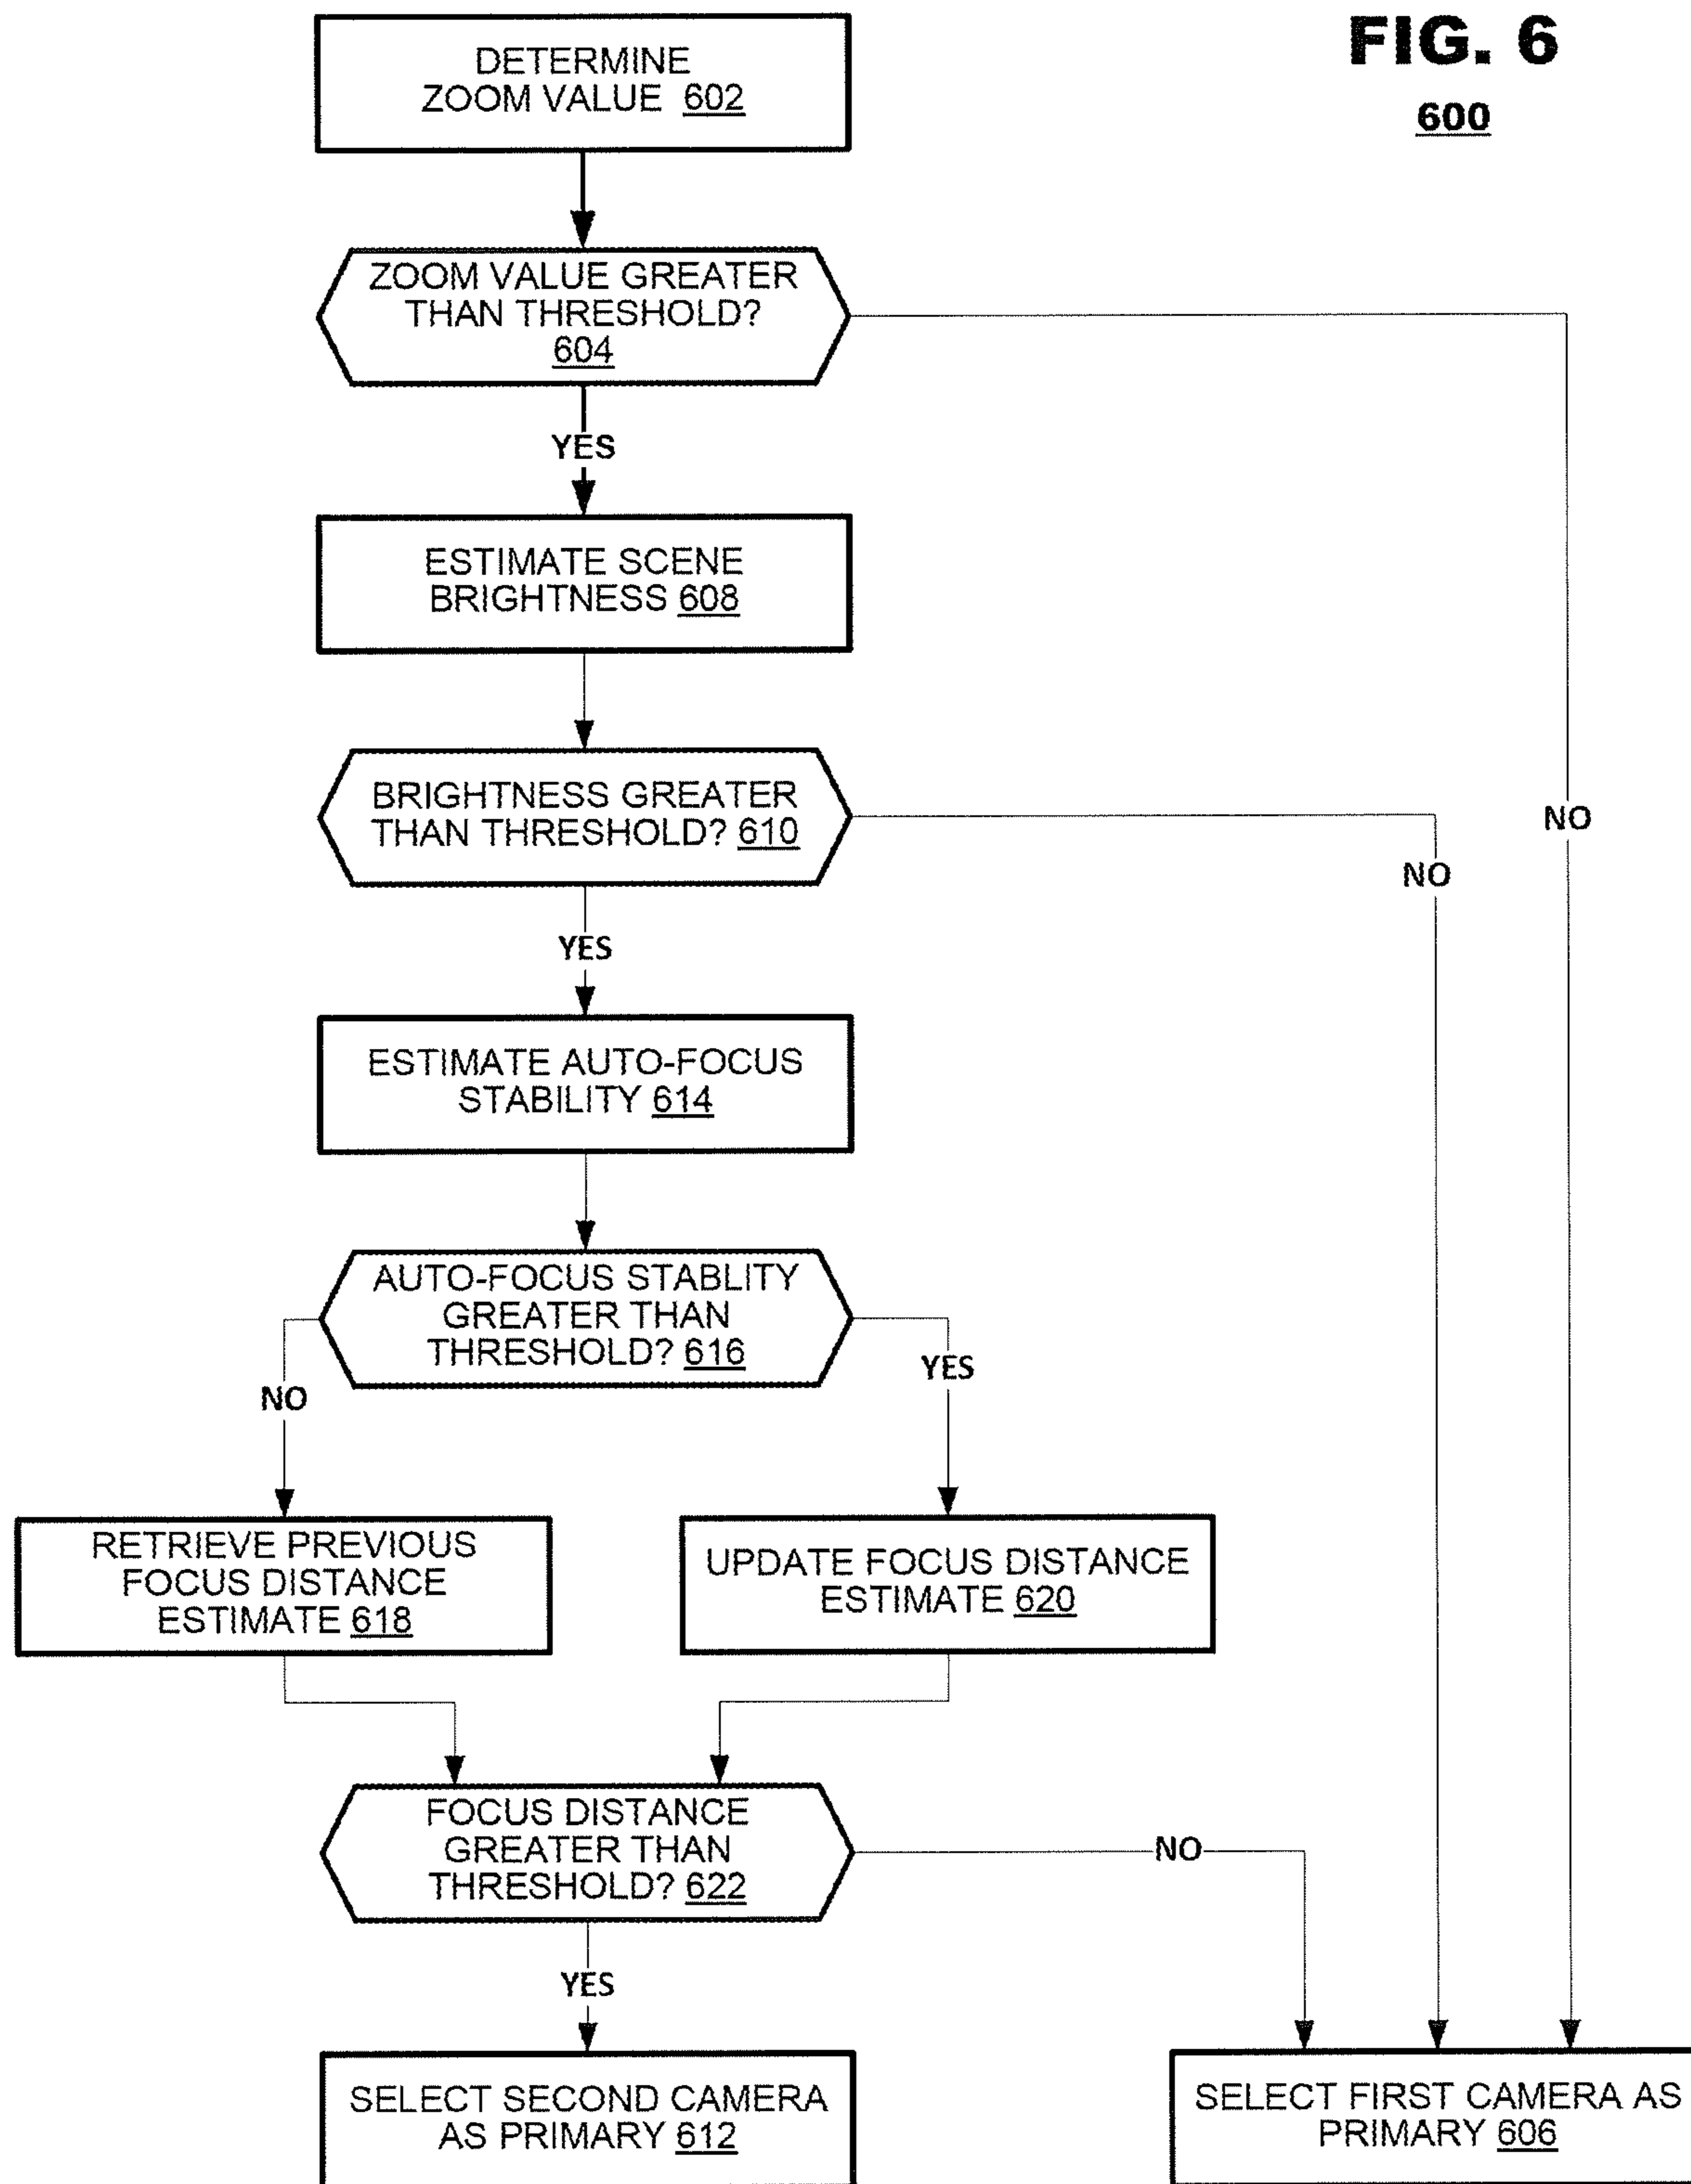 FIG. 6
600
DETERMINE
ZOOM VALUE 602
ZOOM VALUE GREATER
THAN THRESHOLD?
604
YES
ESTIMATE SCENE
BRIGHTNESS 608
BRIGHTNESS GREATER
THAN THRESHOLD? 610
NO
NO
YES
ESTIMATE AUTO-FOCUS
STABILITY 614
AUTO-FOCUS STABLITY
GREATER THAN
THRESHOLD? 616
NO
YES
RETRIEVE PREVIOUS
FOCUS DISTANCE
ESTIMATE 618
UPDATE FOCUS DISTANCE
ESTIMATE 620
FOCUS DISTANCE
GREATER THAN
THRESHOLD? 622
NO
YES
SELECT SECOND CAMERA
AS PRIMARY 612
SELECT FIRST CAMERA AS
PRIMARY 606